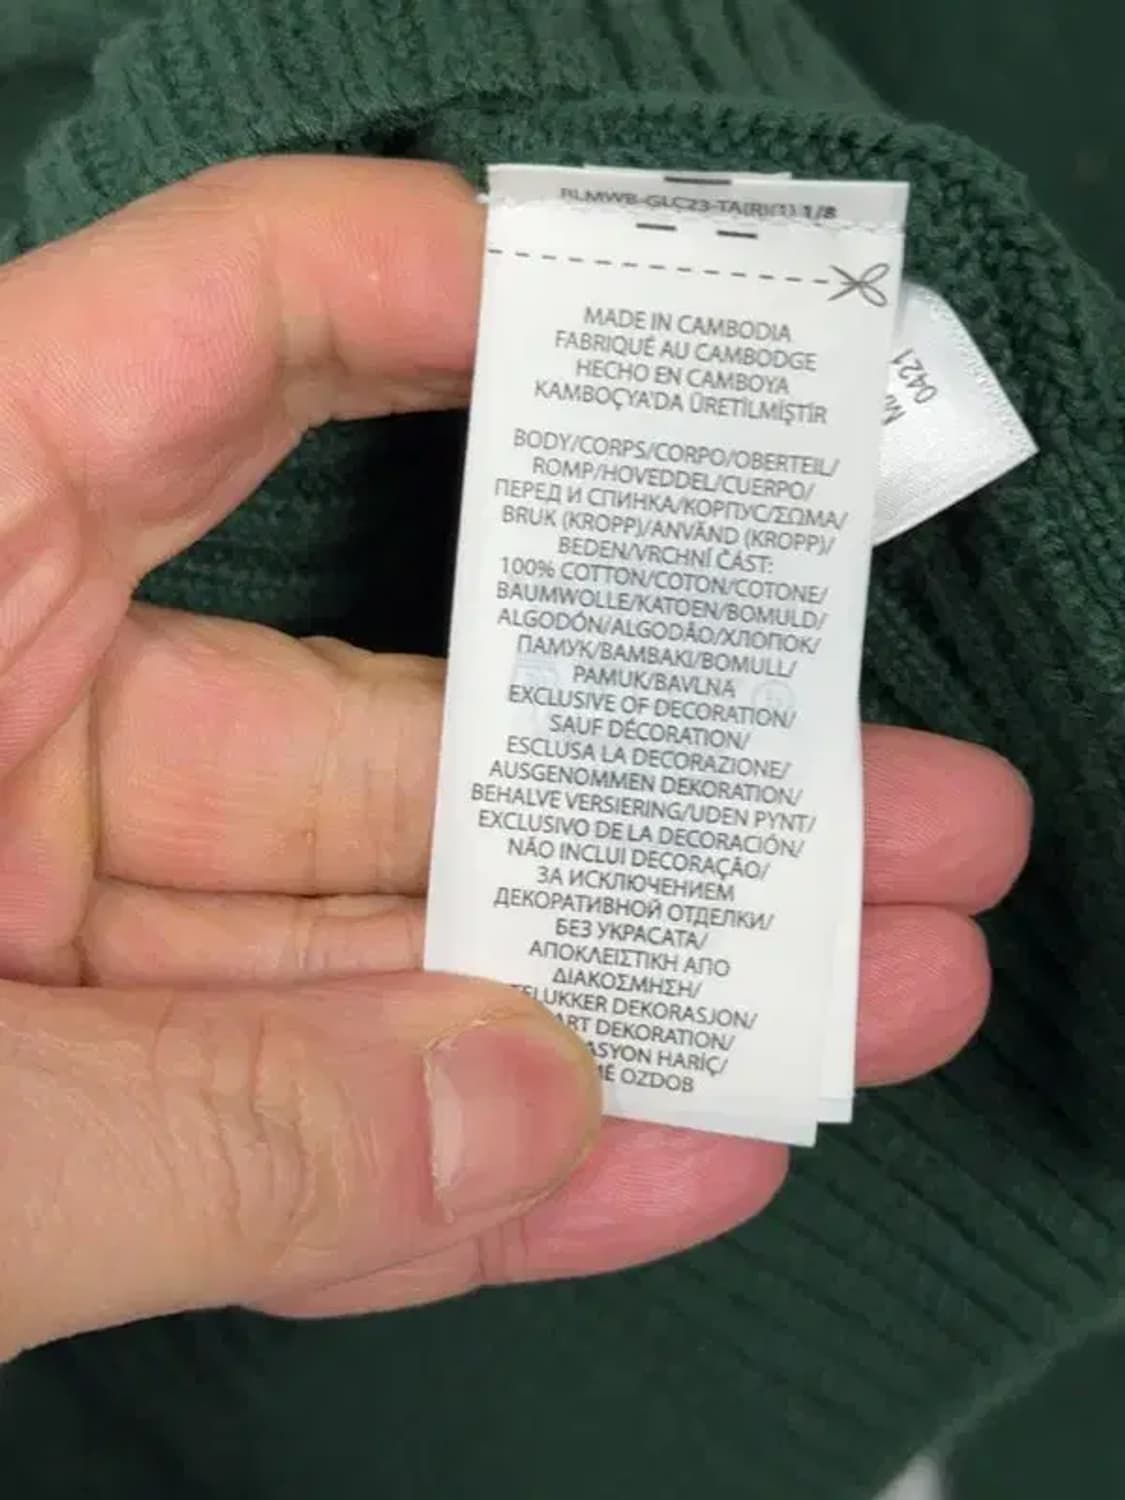 RLMWB-GLC23-TA(R)(1) 1/8
MADE IN CAMBODIA
FABRIQUÉ AU CAMBODGE
HECHO EN CAMBOYA
KAMBOÇYA'DA ÜRETİLMİŞTİR
BODY/CORPS/CORPO/OBERTEIL/
ROMP/HOVEDDEL/CUERPO/
ПЕРЕД И СПИНКА/КОРПУС/ΣΩΜΑ/
BRUK (KROPP)/ANVÄND (KROPP)/
BEDEN/VRCHNÍ ČÁST:
100% COTTON/COTON/COTONE/
BAUMWOLLE/KATOEN/BOMULD/
ALGODÓN/ALGODÃO/ХЛОПОК/
ПАМУК/ΒΑΜΒΑΚΙ/BOMULL/
PAMUK/BAVLNA
EXCLUSIVE OF DECORATION/
SAUF DÉCORATION/
ESCLUSA LA DECORAZIONE/
AUSGENOMMEN DEKORATION/
BEHALVE VERSIERING/UDEN PYNT/
EXCLUSIVO DE LA DECORACIÓN/
NÃO INCLUI DECORAÇÃO/
ЗА ИСКЛЮЧЕНИЕМ
ДЕКОРАТИВНОЙ ОТДЕЛКИ/
БЕЗ УКРАСАТА/
ΑΠΟΚΛΕΙΣΤΙΚΗ ΑΠΟ
ΔΙΑΚΟΣΜΗΣΗ/
DEKORASJON/
DEKORATION/
HARİÇ/
OZDOB
0421